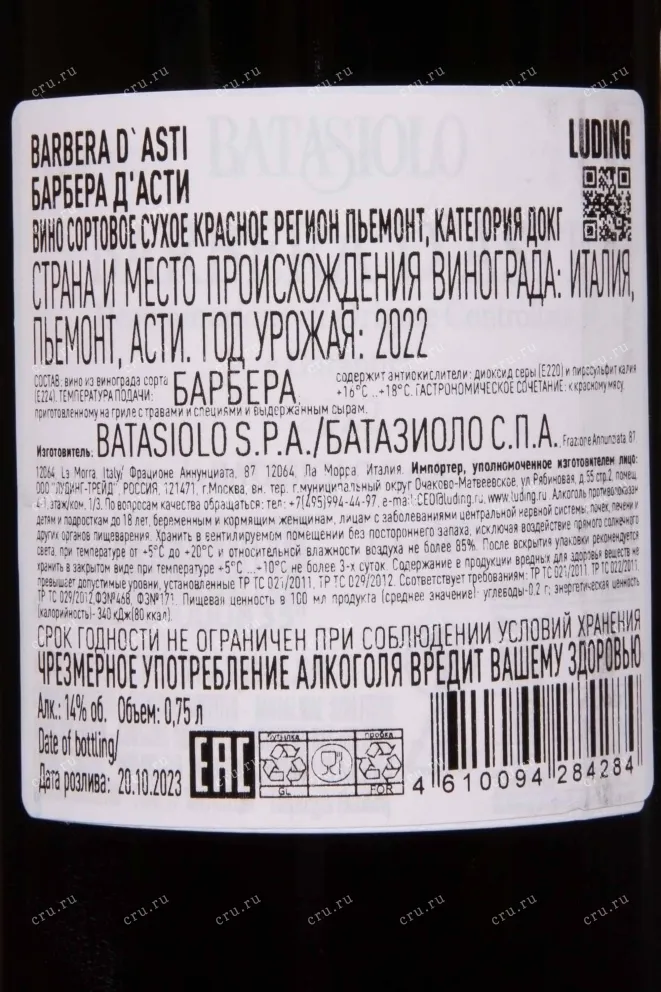 BATASIOLO
BARBERA D`ASTI
LUDING
БАРБЕРА Д'АСТИ
ВИНО СОРТОВОЕ СУХОЕ КРАСНОЕ РЕГИОН ПЬЕМОНТ, КАТЕГОРИЯ ДОКГ
СТРАНА И МЕСТО ПРОИСХОЖДЕНИЯ ВИНОГРАДА: ИТАЛИЯ,
ПЬЕМОНТ, АСТИ. ГОД УРОЖАЯ: 2022
СОСТАВ: вино из винограда сорта БАРБЕРА, содержит антиокислители: диоксид серы (E220) и пиросульфит калия
(E224). ТЕМПЕРАТУРА ПОДАЧИ: +16°C ...+18°C. ГАСТРОНОМИЧЕСКОЕ СОЧЕТАНИЕ: к красному мясу,
приготовленному на гриле с травами и специями и выдержанным сырам.
Изготовитель: BATASIOLO S.P.A./БАТАЗИОЛО С.П.А. Frazione Annunziata, 87
12064, La Morra, Italy/ Фрационе Аннунциата, 87 12064, Ла Морра, Италия. Импортер, уполномоченное изготовителем лицо:
ООО "ЛУДИНГ-ТРЕЙД", РОССИЯ, 121471, г.Москва, вн. тер. г.муниципальный округ Очаково-Матвеевское, ул Рябиновая, д.55 стр.2, помещ.
1, этаж/ком. 1/3. По вопросам качества обращаться: тел: +7(495)994-44-97, e-mail:CEO@luding.ru, www.luding.ru. Алкоголь противопоказан
детям и подросткам до 18 лет, беременным и кормящим женщинам, лицам с заболеваниями центральной нервной системы, почек, печени и
других органов пищеварения. Хранить в вентилируемом помещении без постороннего запаха, исключая воздействие прямого солнечного
света, при температуре от +5°C до +20°C и относительной влажности воздуха не более 85%. После вскрытия упаковки рекомендуется
хранить в закрытом виде при температуре +5°C ...+10°C не более 3-х суток. Содержание в продукции вредных для здоровья веществ не
превышает допустимые уровни, установленные ТР ТС 021/2011, ТР ТС 029/2012. Соответствует требованиям: ТР ТС 021/2011, ТР ТС 022/2011,
ТР ТС 029/2012, ФЗ№468, ФЗ№171. Пищевая ценность в 100 мл продукта (среднее значение)- углеводы-0,2 г; энергетическая ценность
(калорийность)- 340 кДж(80 ккал).
СРОК ГОДНОСТИ НЕ ОГРАНИЧЕН ПРИ СОБЛЮДЕНИИ УСЛОВИЙ ХРАНЕНИЯ
ЧРЕЗМЕРНОЕ УПОТРЕБЛЕНИЕ АЛКОГОЛЯ ВРЕДИТ ВАШЕМУ ЗДОРОВЬЮ
Алк.: 14% об. Объем: 0,75 л
Date of bottling/
Дата розлива: 20.10.2023
EAC
бутылка
GL
пробка
FOR
4 610094 284284
cru.ru